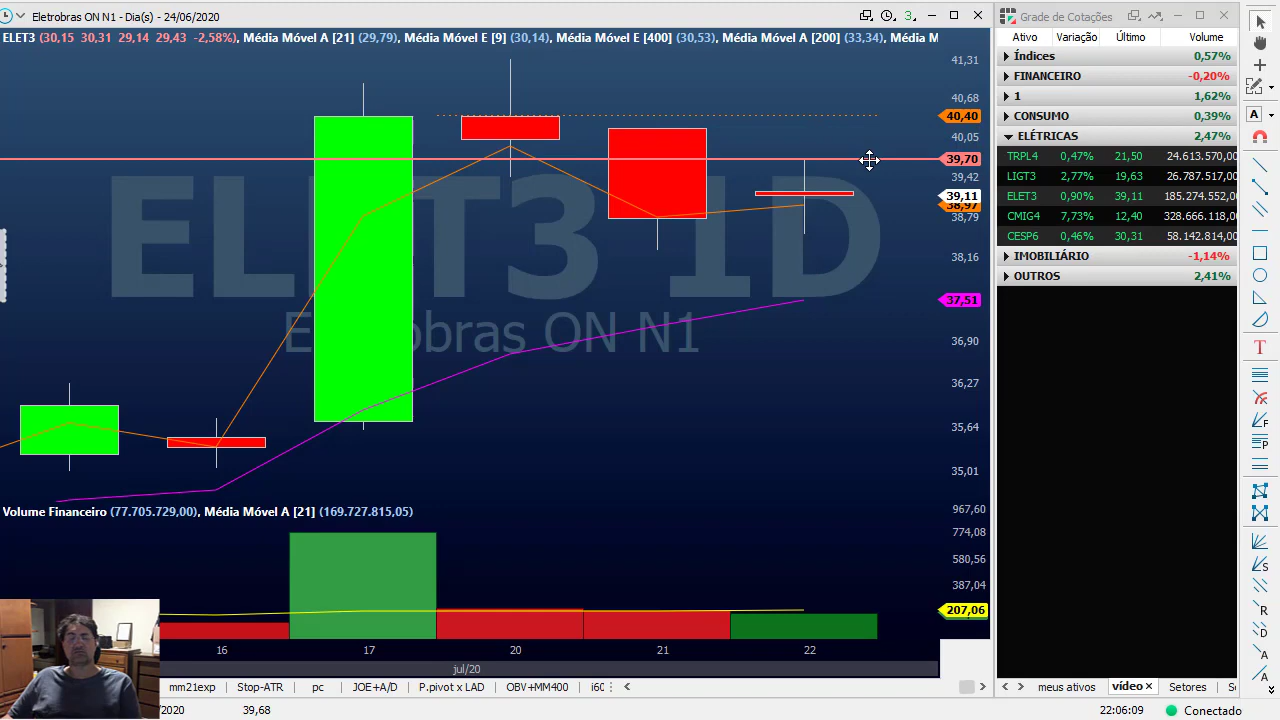 Eletrobras ON N1 - Dia(s) - 24/06/2020
3.
ELET3 (30,15 30,31 29,14 29,43 -2,58%), Média Móvel A [21] (29,79), Média Móvel E [9] (30,14), Média Móvel E [400] (30,53), Média Móvel A [200] (33,34), Média M
ELET3 1D
Eletrobras ON N1
41,31
40,68
40,40
40,05
39,70
39,42
39,11
38,97
38,79
38,16
37,51
36,90
36,27
35,64
35,01
Volume Financeiro (77.705.729,00), Média Móvel A [21] (169.727.815,05)
967,60
774,08
580,56
387,04
207,06
16 17 20 21 22
jul/20
mm21exp Stop-ATR pc JOE+A/D P.pivot x LAD OBV+MM400 i60
/2020 39,68
Grade de Cotações
Ativo Variação Último Volume
Índices 0,57%
FINANCEIRO -0,20%
1 1,62%
CONSUMO 0,39%
ELÉTRICAS 2,47%
TRPL4 0,47% 21,50 24.613.570,00
LIGT3 2,77% 19,63 26.787.517,00
ELET3 0,90% 39,11 185.274.552,00
CMIG4 7,73% 12,40 328.666.118,00
CESP6 0,46% 30,31 58.142.814,00
IMOBILIÁRIO -1,14%
OUTROS 2,41%
meus ativos vídeo Setores
22:06:09 Conectado
A
T
F
P
S
R
D
A
A